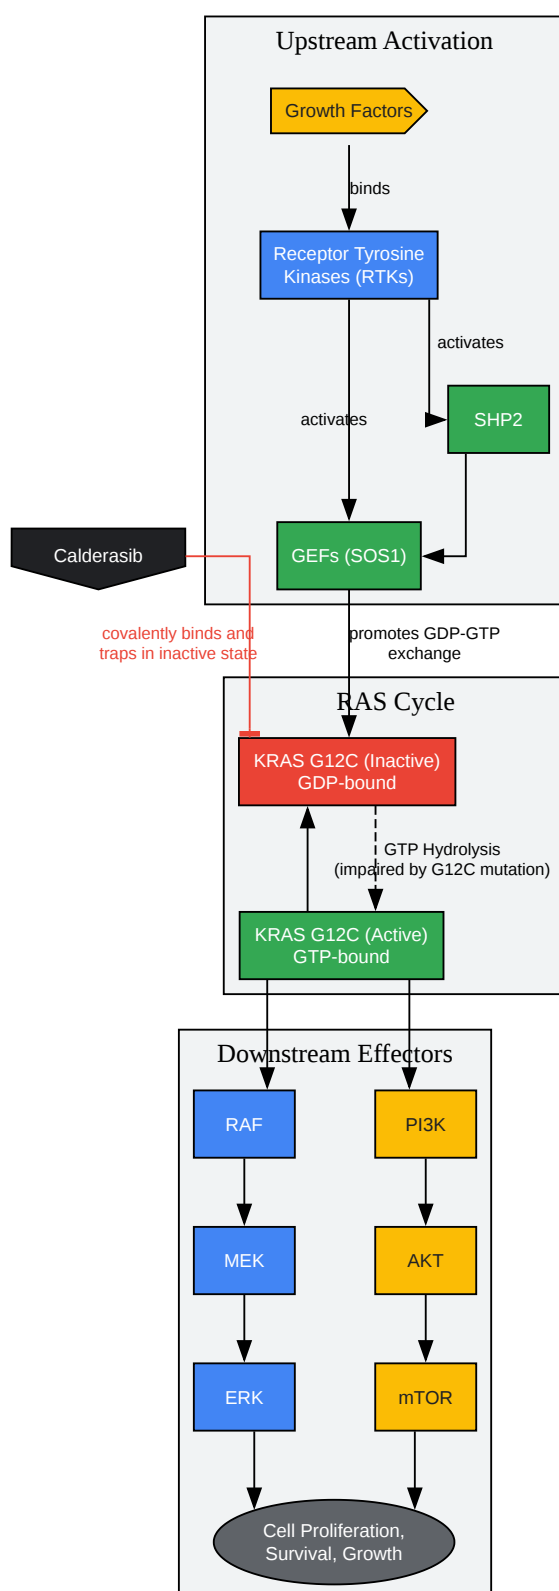 Upstream Activation
Growth Factors
binds
Receptor Tyrosine
Kinases (RTKs)
activates
SHP2
activates
GEFs (SOS1)
Calderasib
covalently binds and
traps in inactive state
promotes GDP-GTP
exchange
RAS Cycle
KRAS G12C (Inactive)
GDP-bound
GTP Hydrolysis
(impaired by G12C mutation)
KRAS G12C (Active)
GTP-bound
Downstream Effectors
RAF
PI3K
MEK
AKT
ERK
mTOR
Cell Proliferation,
Survival, Growth